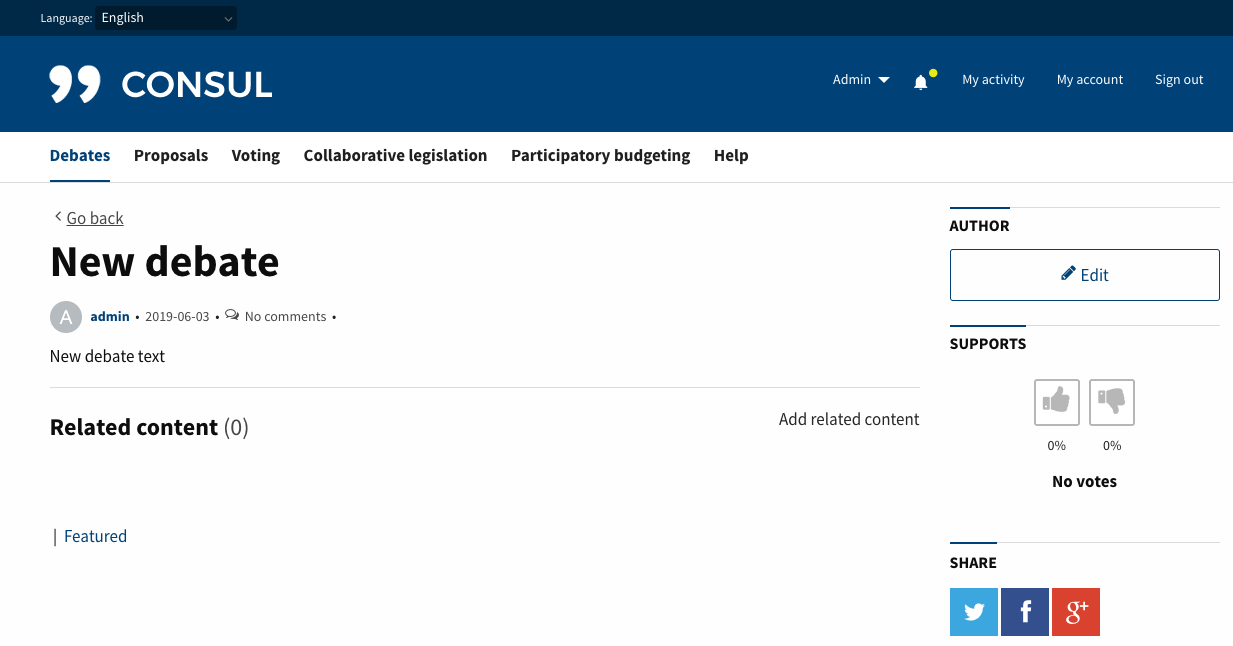 Language: English
CONSUL
Admin My activity My account Sign out
Debates Proposals Voting Collaborative legislation Participatory budgeting Help
Go back
New debate
A admin • 2019-06-03 • No comments •
New debate text
Related content (0) Add related content
| Featured
AUTHOR
Edit
SUPPORTS
0% 0%
No votes
SHARE
f g+